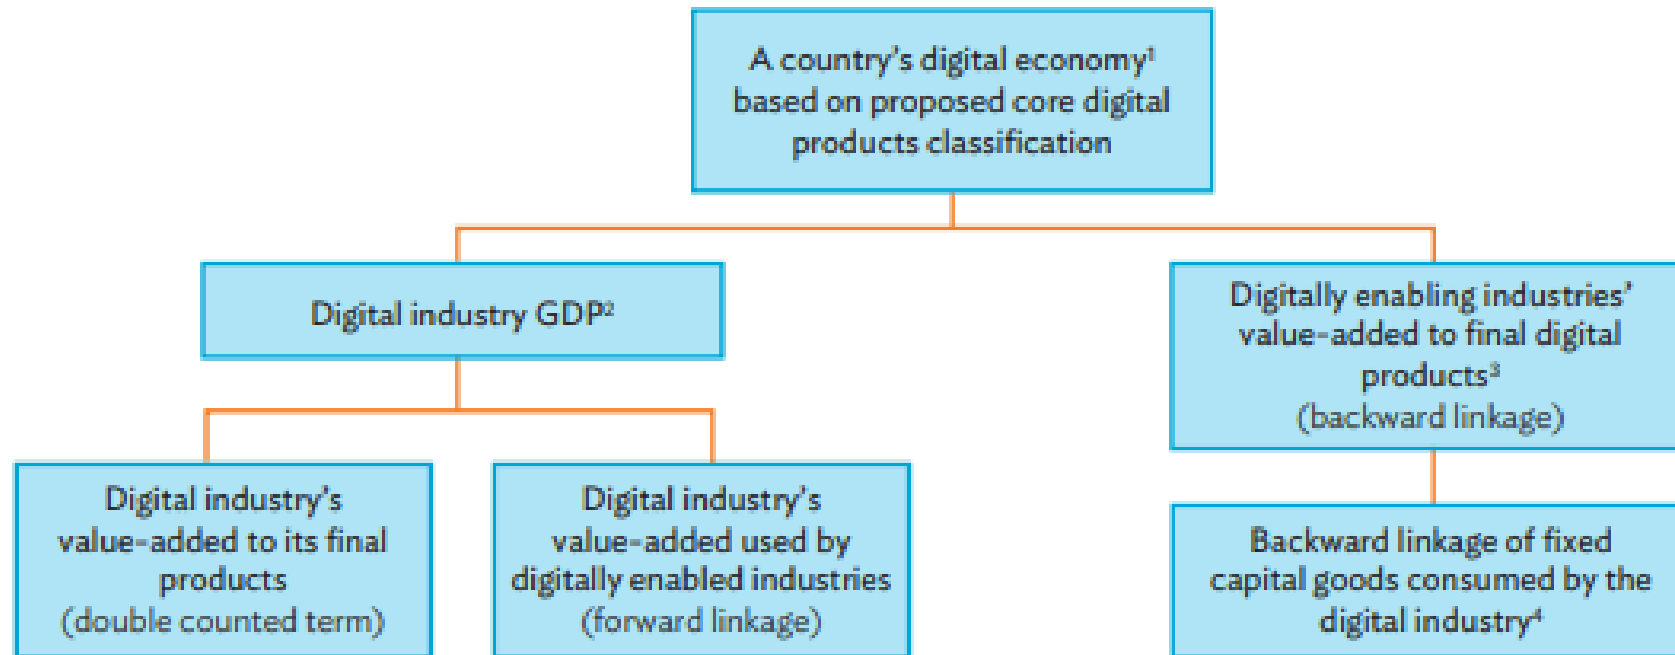 A country's digital economy¹
based on proposed core digital
products classification
Digital industry GDP²
Digitally enabling industries'
value-added to final digital
products³
(backward linkage)
Digital industry's
value-added to its final
products
(double counted term)
Digital industry's
value-added used by
digitally enabled industries
(forward linkage)
Backward linkage of fixed
capital goods consumed by the
digital industry⁴